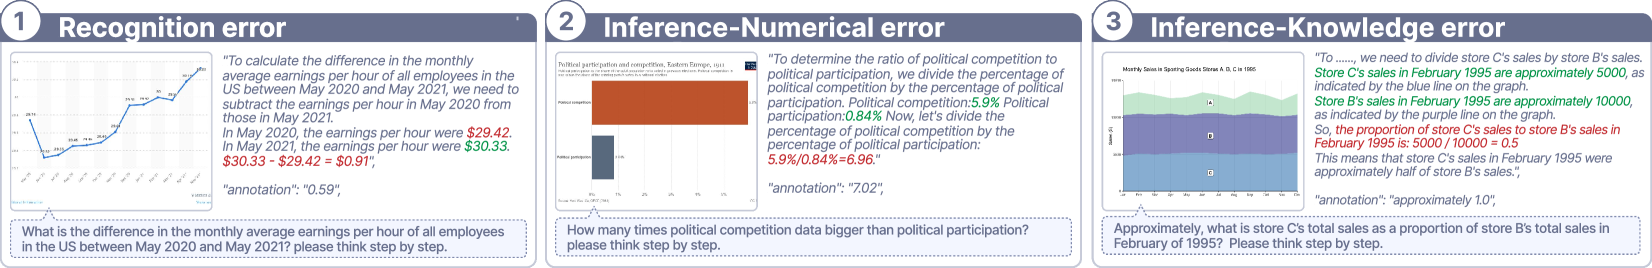 1 Recognition error
"To calculate the difference in the monthly
average earnings per hour of all employees in the
US between May 2020 and May 2021, we need to
subtract the earnings per hour in May 2020 from
those in May 2021.
In May 2020, the earnings per hour were $29.42.
In May 2021, the earnings per hour were $30.33.
$30.33 - $29.42 = $0.91",
"annotation": "0.59",
What is the difference in the monthly average earnings per hour of all employees
in the US between May 2020 and May 2021? please think step by step.
2 Inference-Numerical error
Political participation and competition, Eastern Europe, 1911
Political competition
Political participation
0%
1%
2%
3%
4%
5%
6%
"To determine the ratio of political competition to
political participation, we divide the percentage of
political competition by the percentage of political
participation. Political competition:5.9% Political
participation:0.84% Now, let's divide the
percentage of political competition by the
percentage of political participation:
5.9%/0.84%=6.96."
"annotation": "7.02",
How many times political competition data bigger than political participation?
please think step by step.
3 Inference-Knowledge error
Monthly Sales in Sporting Goods Stores A, B, C in 1995
A
B
C
"To ......, we need to divide store C's sales by store B's sales.
Store C's sales in February 1995 are approximately 5000, as
indicated by the blue line on the graph.
Store B's sales in February 1995 are approximately 10000,
as indicated by the purple line on the graph.
So, the proportion of store C's sales to store B's sales in
February 1995 is: 5000 / 10000 = 0.5
This means that store C's sales in February 1995 were
approximately half of store B's sales.",
"annotation": "approximately 1.0",
Approximately, what is store C's total sales as a proportion of store B's total sales in
February of 1995? Please think step by step.